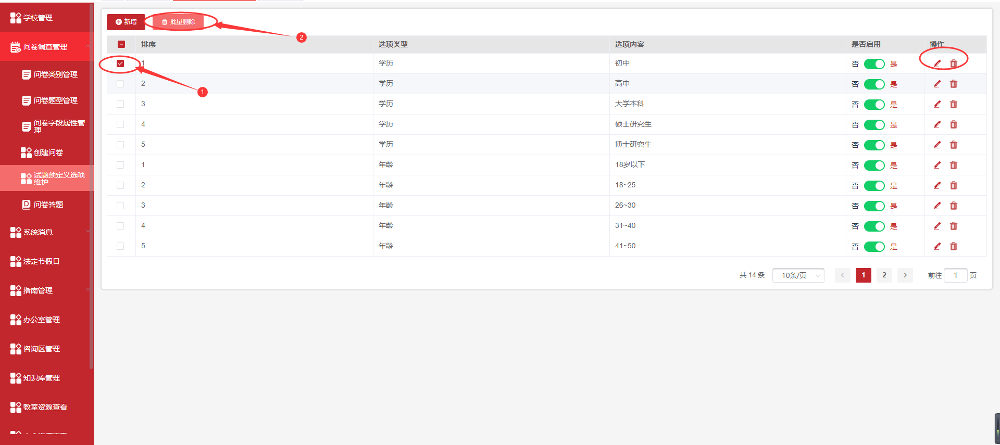 学校管理
问卷调查管理
问卷类别管理
问卷题型管理
问卷字段属性管
理
创建问卷
试题预定义选项
维护
问卷答题
系统消息
法定节假日
指南管理
办公室管理
咨询区管理
知识库管理
教室资源查看
新增
批量删除
2
排序 选项类型 选项内容 是否启用 操作
1 学历 初中 否 是
1
2 学历 高中 否 是
3 学历 大学本科 否 是
4 学历 硕士研究生 否 是
5 学历 博士研究生 否 是
1 年龄 18岁以下 否 是
2 年龄 18~25 否 是
3 年龄 26~30 否 是
4 年龄 31~40 否 是
5 年龄 41~50 否 是
共 14 条 10条/页 1 2 前往 1 页